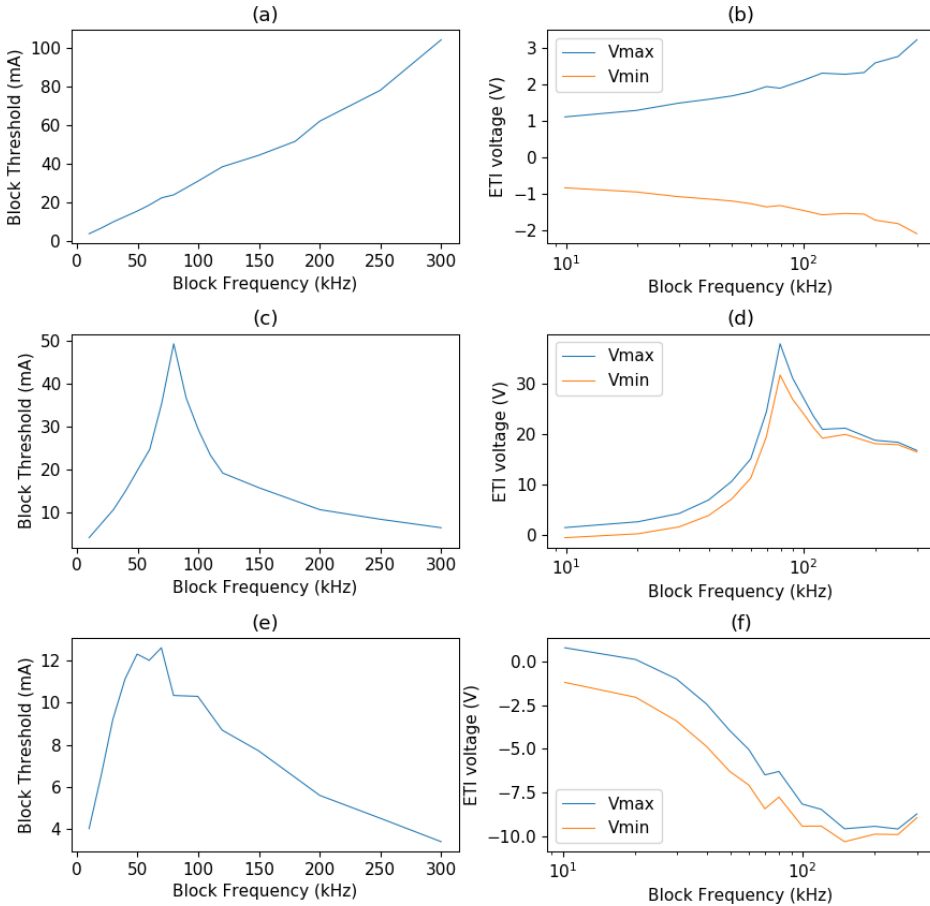 (a)
Block Threshold (mA)
100
80
60
40
20
0
0 50 100 150 200 250 300
Block Frequency (kHz)
(b)
ETI voltage (V)
3
2
1
0
−1
−2
Vmax
Vmin
10¹ 10²
Block Frequency (kHz)
(c)
Block Threshold (mA)
50
40
30
20
10
0 50 100 150 200 250 300
Block Frequency (kHz)
(d)
ETI voltage (V)
30
20
10
0
Vmax
Vmin
10¹ 10²
Block Frequency (kHz)
(e)
Block Threshold (mA)
12
10
8
6
4
0 50 100 150 200 250 300
Block Frequency (kHz)
(f)
ETI voltage (V)
0.0
−2.5
−5.0
−7.5
−10.0
Vmax
Vmin
10¹ 10²
Block Frequency (kHz)